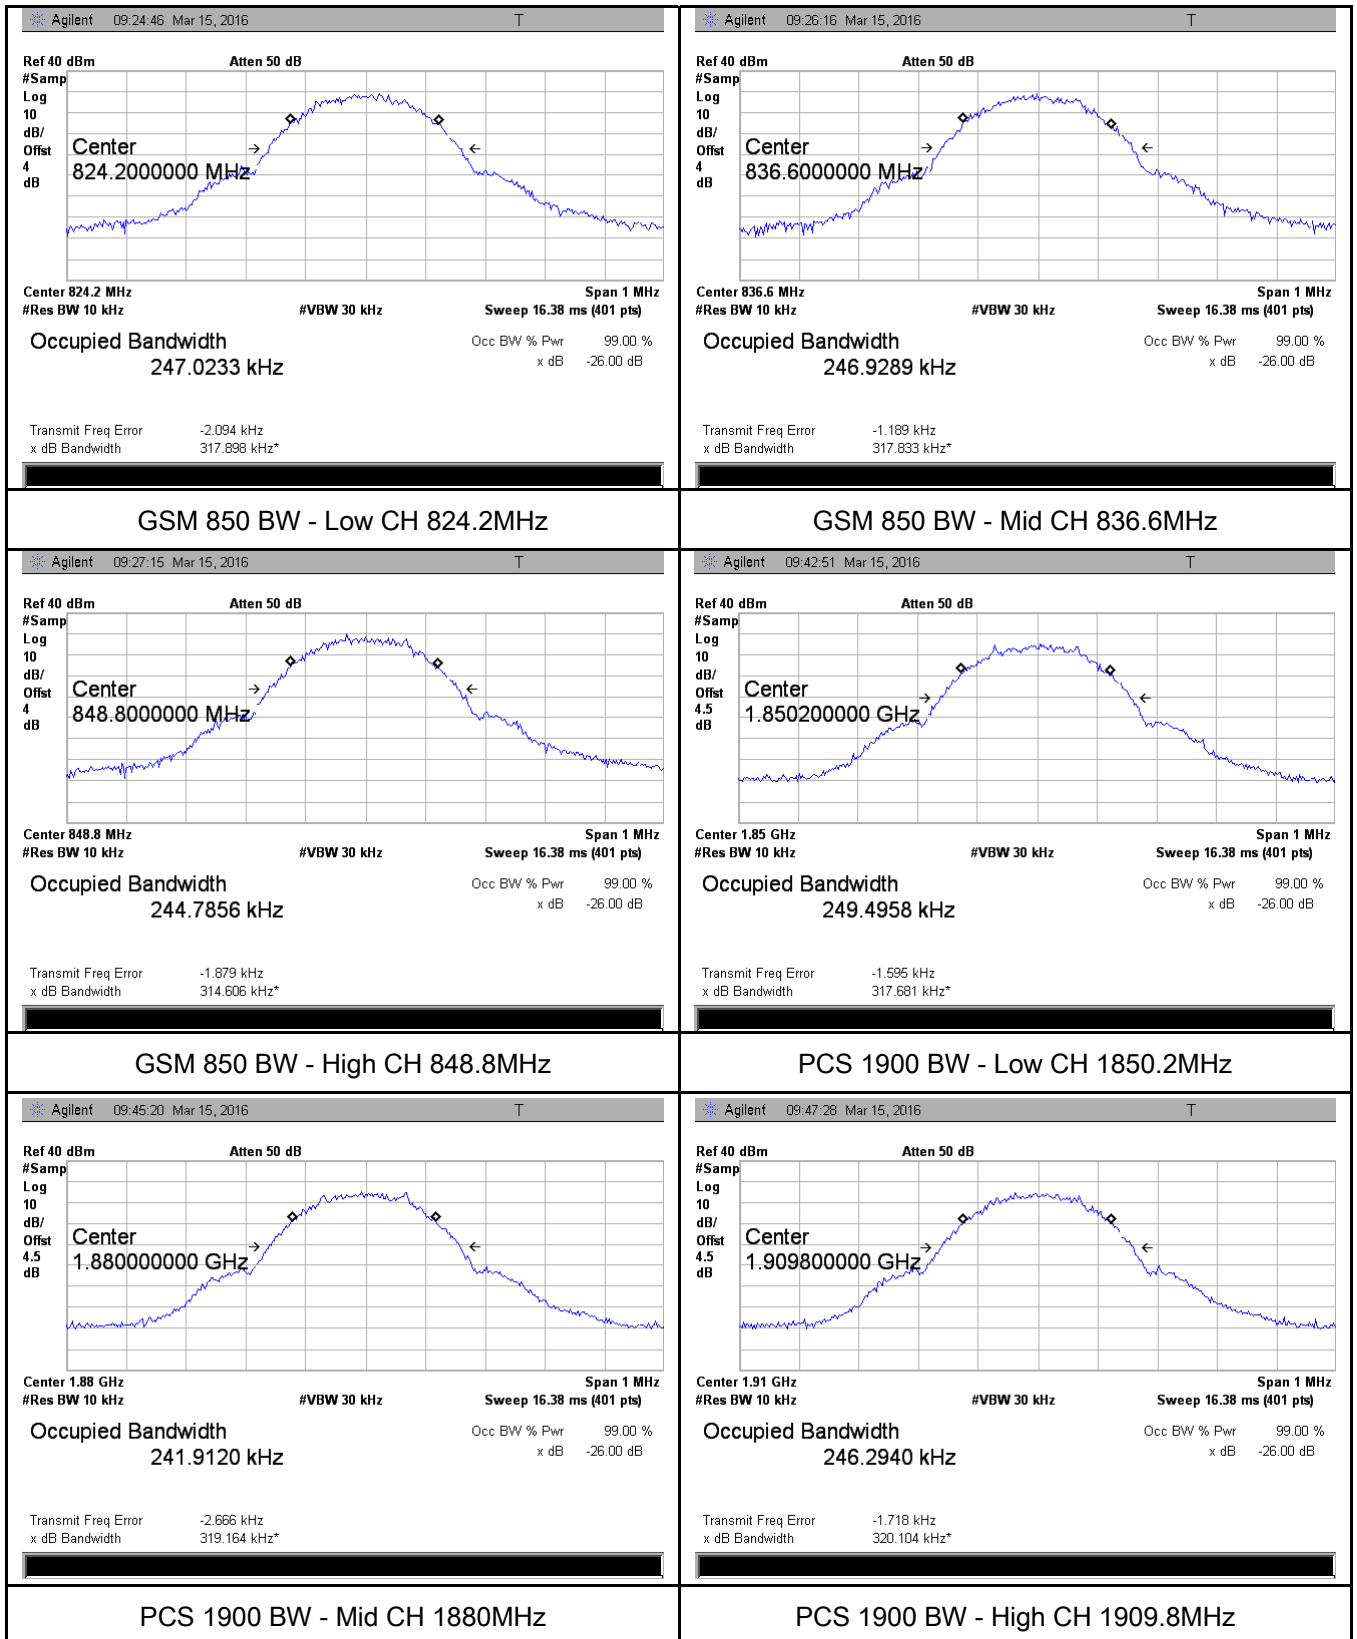 Agilent 09:24:46 Mar 15, 2016 T
Ref 40 dBm Atten 50 dB
#Samp
Log
10
dB/
Offst
4
dB
Center
824.2000000 MHz
Center 824.2 MHz Span 1 MHz
#Res BW 10 kHz #VBW 30 kHz Sweep 16.38 ms (401 pts)
Occupied Bandwidth Occ BW % Pwr 99.00 %
247.0233 kHz x dB -26.00 dB
Transmit Freq Error -2.094 kHz
x dB Bandwidth 317.898 kHz*
GSM 850 BW - Low CH 824.2MHz
Agilent 09:26:16 Mar 15, 2016 T
Ref 40 dBm Atten 50 dB
#Samp
Log
10
dB/
Offst
4
dB
Center
836.6000000 MHz
Center 836.6 MHz Span 1 MHz
#Res BW 10 kHz #VBW 30 kHz Sweep 16.38 ms (401 pts)
Occupied Bandwidth Occ BW % Pwr 99.00 %
246.9289 kHz x dB -26.00 dB
Transmit Freq Error -1.189 kHz
x dB Bandwidth 317.833 kHz*
GSM 850 BW - Mid CH 836.6MHz
Agilent 09:27:15 Mar 15, 2016 T
Ref 40 dBm Atten 50 dB
#Samp
Log
10
dB/
Offst
4
dB
Center
848.8000000 MHz
Center 848.8 MHz Span 1 MHz
#Res BW 10 kHz #VBW 30 kHz Sweep 16.38 ms (401 pts)
Occupied Bandwidth Occ BW % Pwr 99.00 %
244.7856 kHz x dB -26.00 dB
Transmit Freq Error -1.879 kHz
x dB Bandwidth 314.606 kHz*
GSM 850 BW - High CH 848.8MHz
Agilent 09:42:51 Mar 15, 2016 T
Ref 40 dBm Atten 50 dB
#Samp
Log
10
dB/
Offst
4.5
dB
Center
1.850200000 GHz
Center 1.85 GHz Span 1 MHz
#Res BW 10 kHz #VBW 30 kHz Sweep 16.38 ms (401 pts)
Occupied Bandwidth Occ BW % Pwr 99.00 %
249.4958 kHz x dB -26.00 dB
Transmit Freq Error -1.595 kHz
x dB Bandwidth 317.681 kHz*
PCS 1900 BW - Low CH 1850.2MHz
Agilent 09:45:20 Mar 15, 2016 T
Ref 40 dBm Atten 50 dB
#Samp
Log
10
dB/
Offst
4.5
dB
Center
1.880000000 GHz
Center 1.88 GHz Span 1 MHz
#Res BW 10 kHz #VBW 30 kHz Sweep 16.38 ms (401 pts)
Occupied Bandwidth Occ BW % Pwr 99.00 %
241.9120 kHz x dB -26.00 dB
Transmit Freq Error -2.666 kHz
x dB Bandwidth 319.164 kHz*
PCS 1900 BW - Mid CH 1880MHz
Agilent 09:47:28 Mar 15, 2016 T
Ref 40 dBm Atten 50 dB
#Samp
Log
10
dB/
Offst
4.5
dB
Center
1.909800000 GHz
Center 1.91 GHz Span 1 MHz
#Res BW 10 kHz #VBW 30 kHz Sweep 16.38 ms (401 pts)
Occupied Bandwidth Occ BW % Pwr 99.00 %
246.2940 kHz x dB -26.00 dB
Transmit Freq Error -1.718 kHz
x dB Bandwidth 320.104 kHz*
PCS 1900 BW - High CH 1909.8MHz